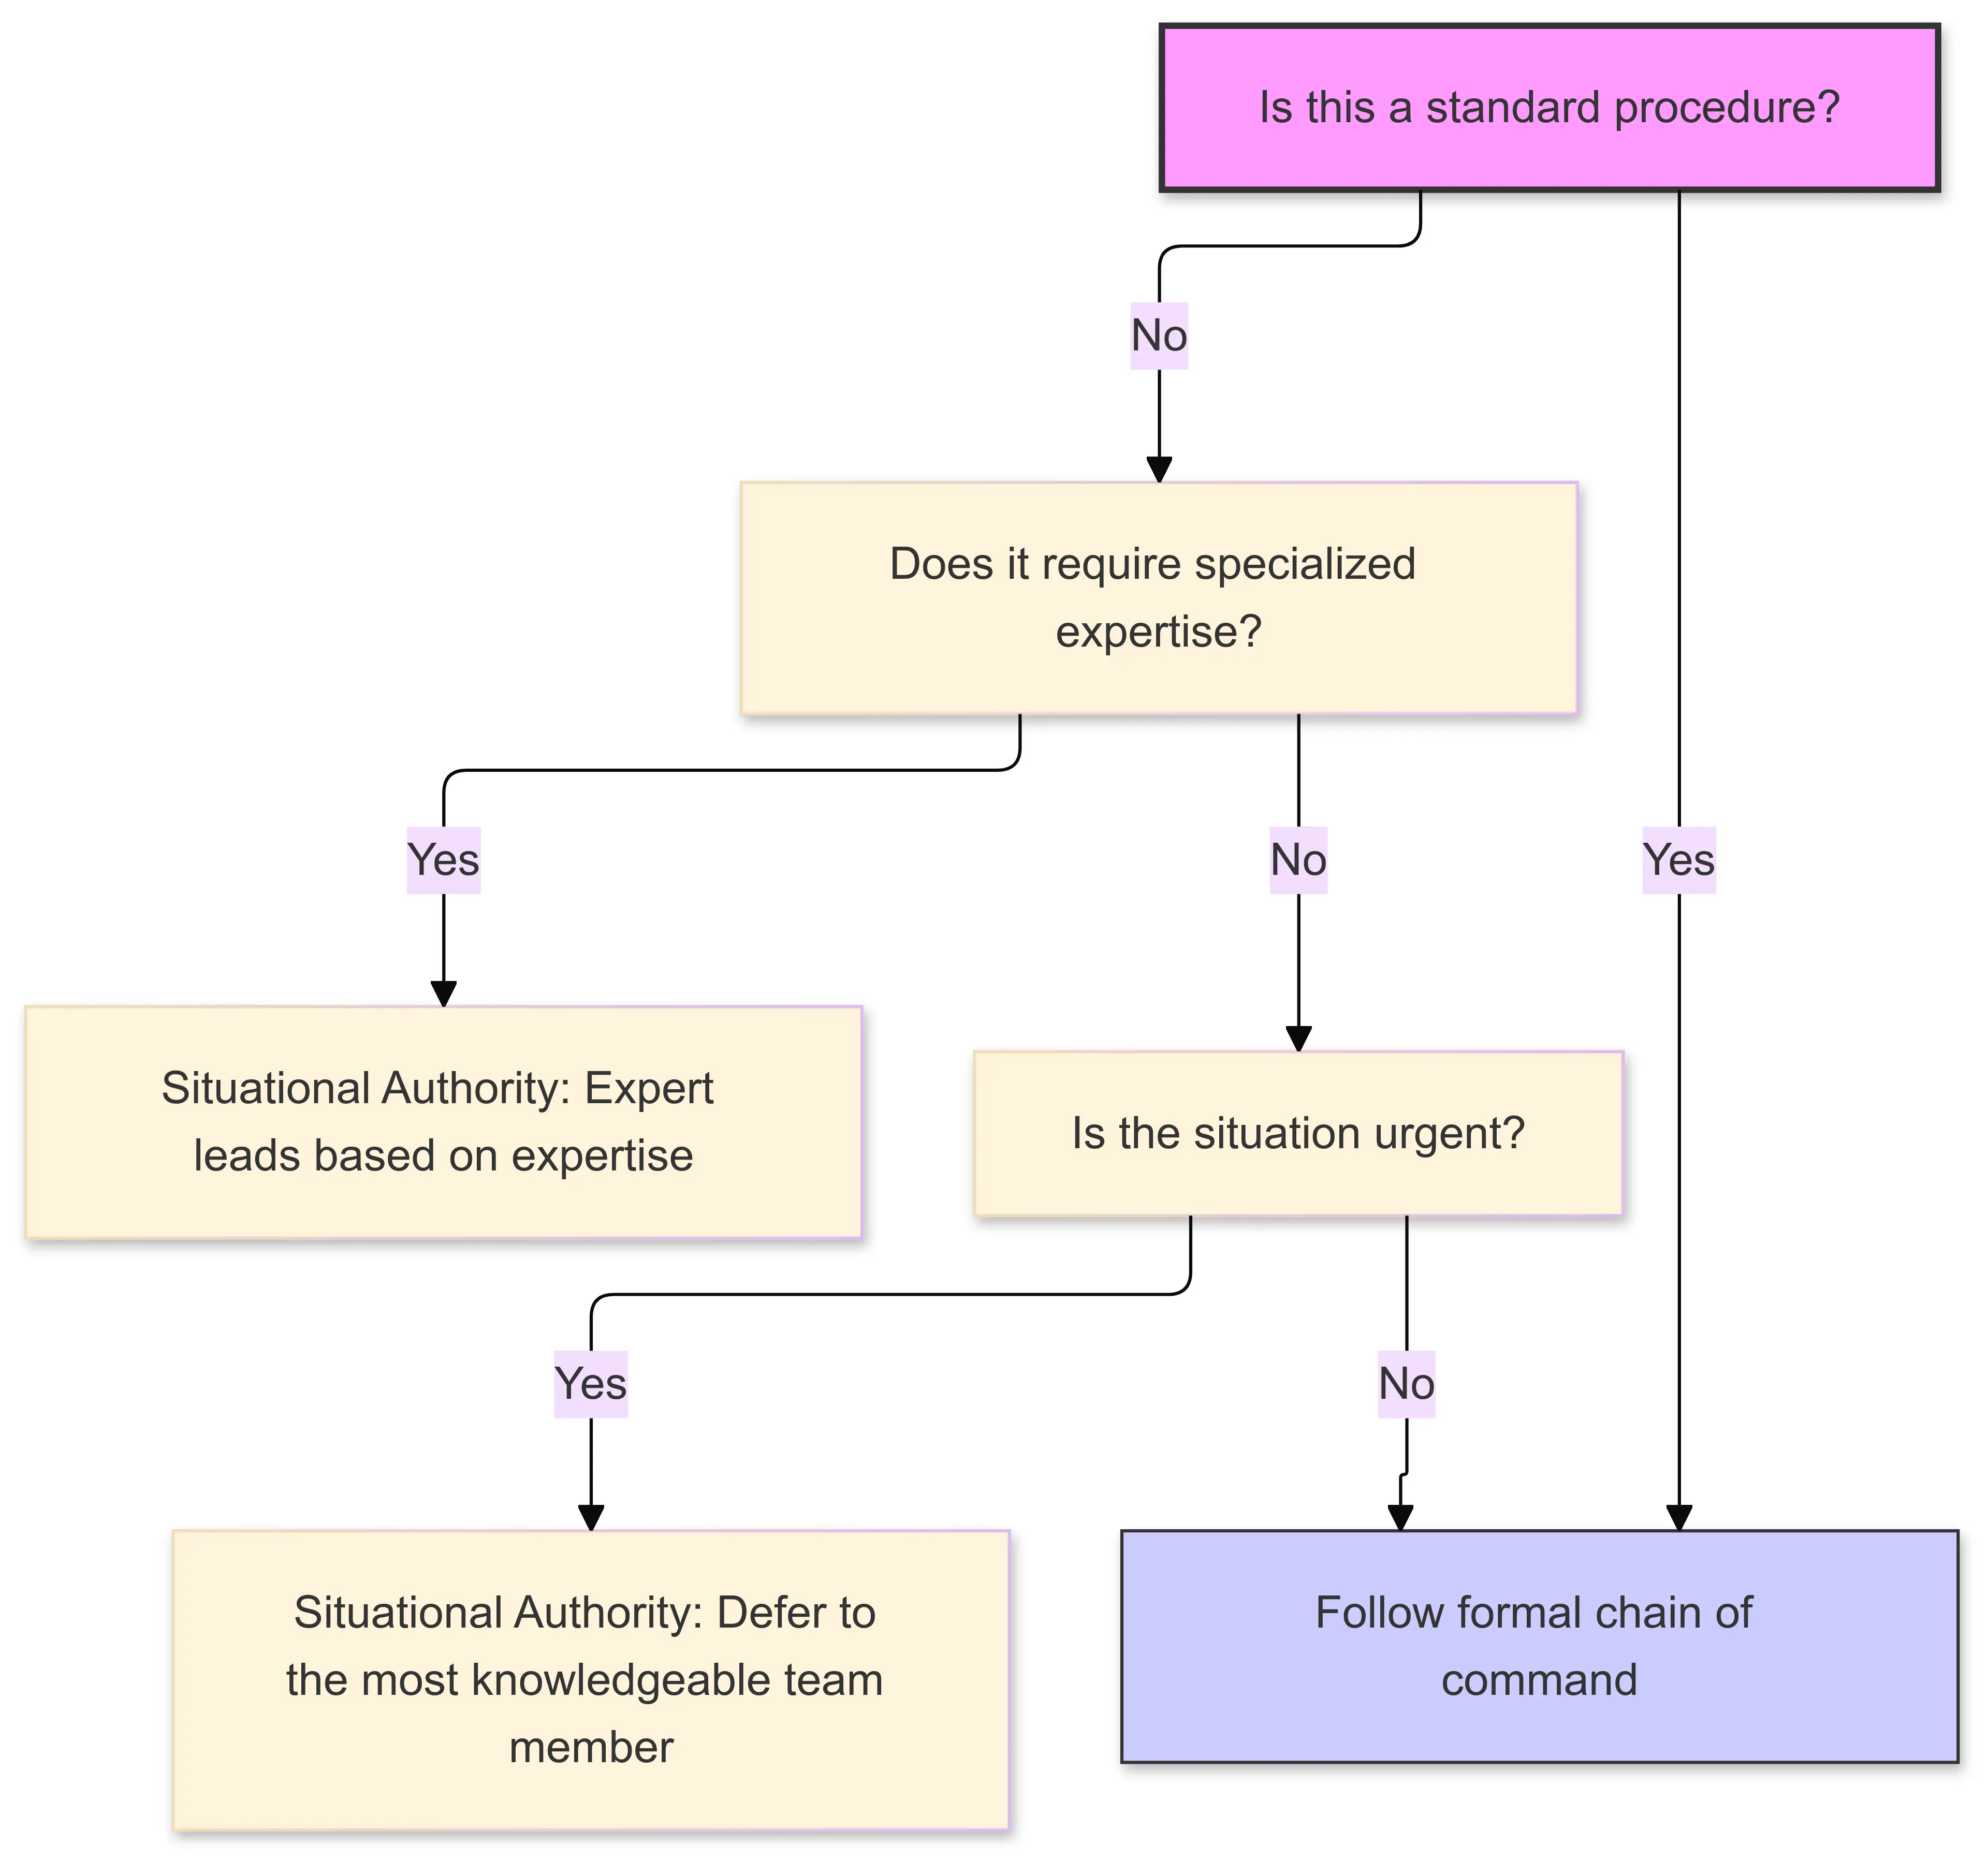 Is this a standard procedure?
No
Does it require specialized
expertise?
Yes
No
Yes
Situational Authority: Expert
leads based on expertise
Is the situation urgent?
Yes
No
Situational Authority: Defer to
the most knowledgeable team
member
Follow formal chain of
command